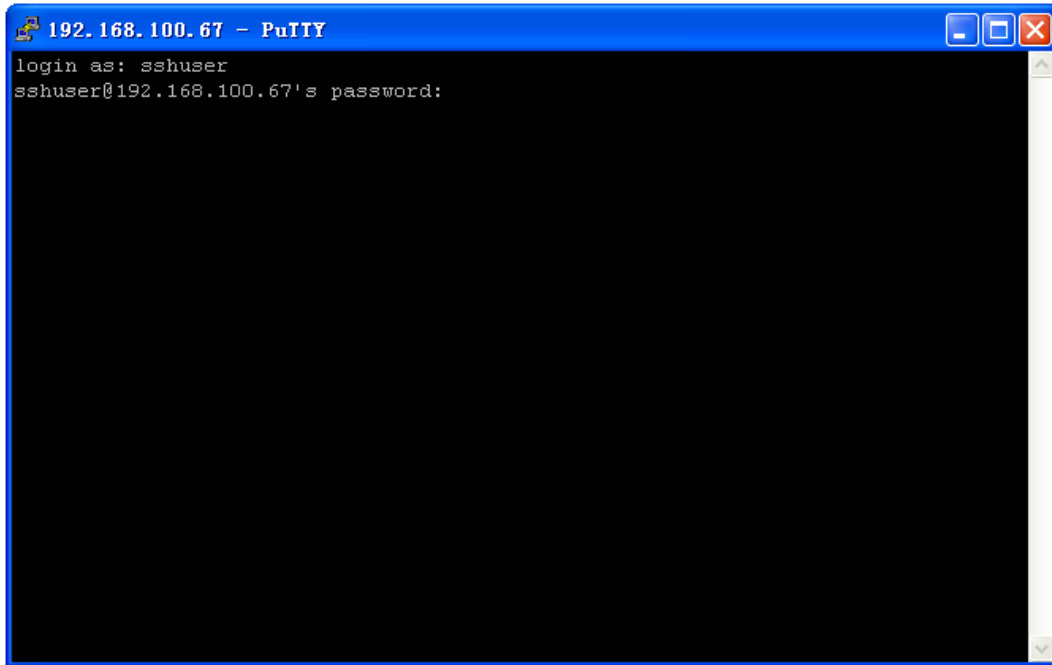 192.168.100.67 - PuTTY
login as: sshuser
sshuser@192.168.100.67's password: